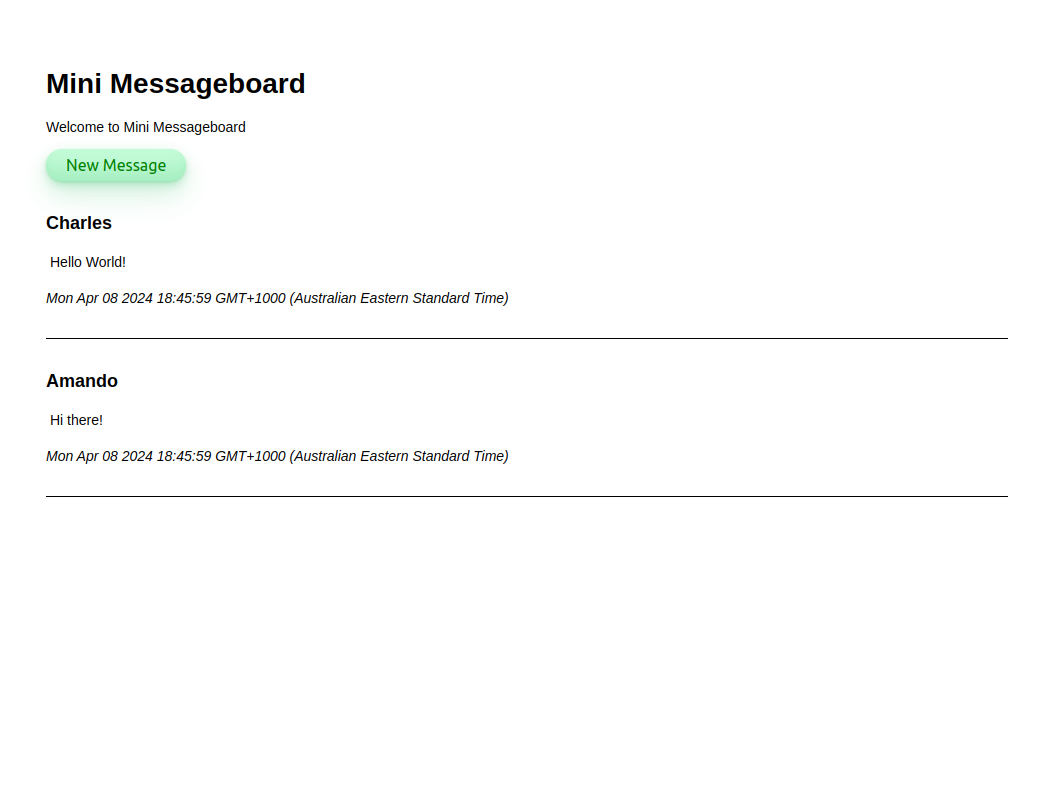 Mini Messageboard
Welcome to Mini Messageboard
New Message
Charles
Hello World!
Mon Apr 08 2024 18:45:59 GMT+1000 (Australian Eastern Standard Time)
Amando
Hi there!
Mon Apr 08 2024 18:45:59 GMT+1000 (Australian Eastern Standard Time)